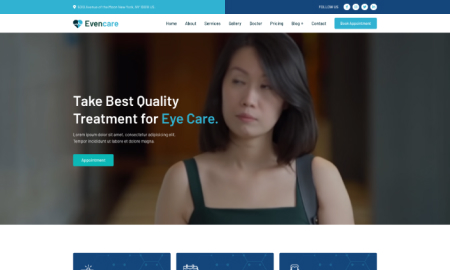 FOLLOW US
Evencare
Home About Services Gallery Doctor Pricing Blog + Contact Book Appointment
Take Best Quality
Treatment for Eye Care.
Lorem ipsum dolor sit amet, consectetur adipiscing elit.
Tempor incididunt ut labore et dolore magna.
Appointment